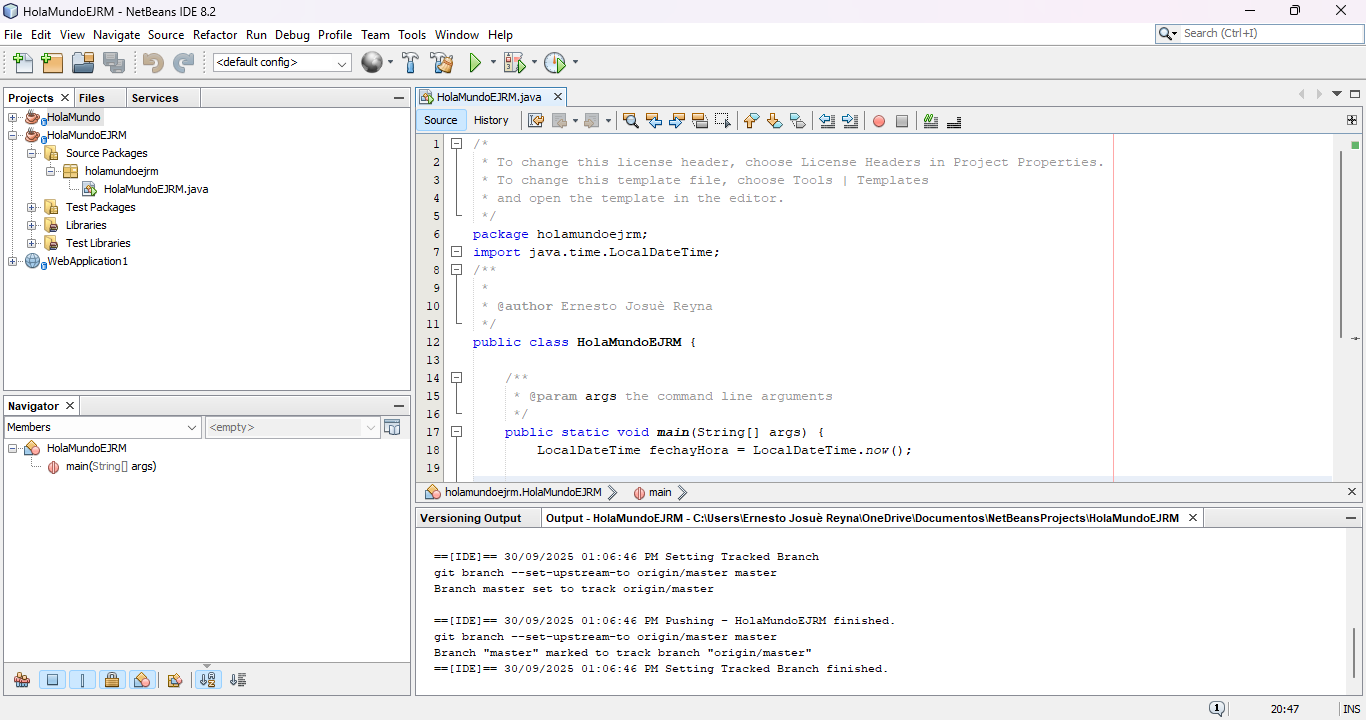 HolaMundoEJRM - NetBeans IDE 8.2
File Edit View Navigate Source Refactor Run Debug Profile Team Tools Window Help
Search (Ctrl+I)
<default config>
Projects Files Services
HolaMundo
HolaMundoEJRM
Source Packages
holamundoejrm
HolaMundoEJRM.java
Test Packages
Libraries
Test Libraries
WebApplication1
Navigator
Members <empty>
HolaMundoEJRM
main(String[] args)
HolaMundoEJRM.java
Source History
1 /*
2 * To change this license header, choose License Headers in Project Properties.
3 * To change this template file, choose Tools | Templates
4 * and open the template in the editor.
5 */
6 package holamundoejrm;
7 import java.time.LocalDateTime;
8 /**
9 *
10 * @author Ernesto Josuè Reyna
11 */
12 public class HolaMundoEJRM {
13
14 /**
15 * @param args the command line arguments
16 */
17 public static void main(String[] args) {
18 LocalDateTime fechayHora = LocalDateTime.now();
19
holamundoejrm.HolaMundoEJRM main
Versioning Output Output - HolaMundoEJRM - C:\Users\Ernesto Josuè Reyna\OneDrive\Documentos\NetBeansProjects\HolaMundoEJRM
==[IDE]== 30/09/2025 01:06:46 PM Setting Tracked Branch
git branch --set-upstream-to origin/master master
Branch master set to track origin/master
==[IDE]== 30/09/2025 01:06:46 PM Pushing - HolaMundoEJRM finished.
git branch --set-upstream-to origin/master master
Branch "master" marked to track branch "origin/master"
==[IDE]== 30/09/2025 01:06:46 PM Setting Tracked Branch finished.
1 20:47 INS